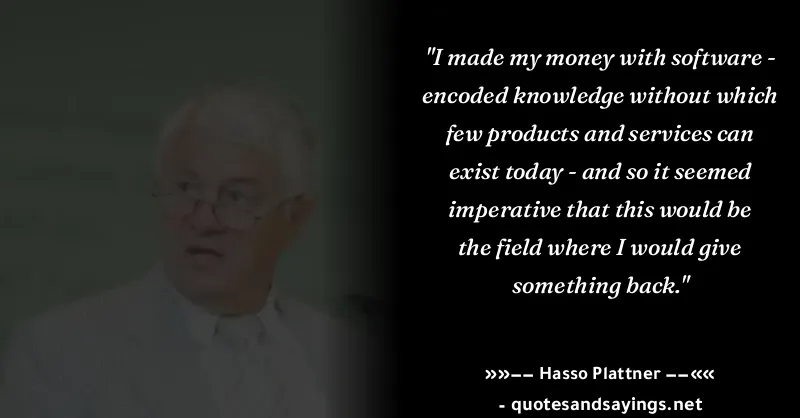 "I made my money with software -
encoded knowledge without which
few products and services can
exist today - and so it seemed
imperative that this would be
the field where I would give
something back."
»»−− Hasso Plattner −−««
- quotesandsayings.net